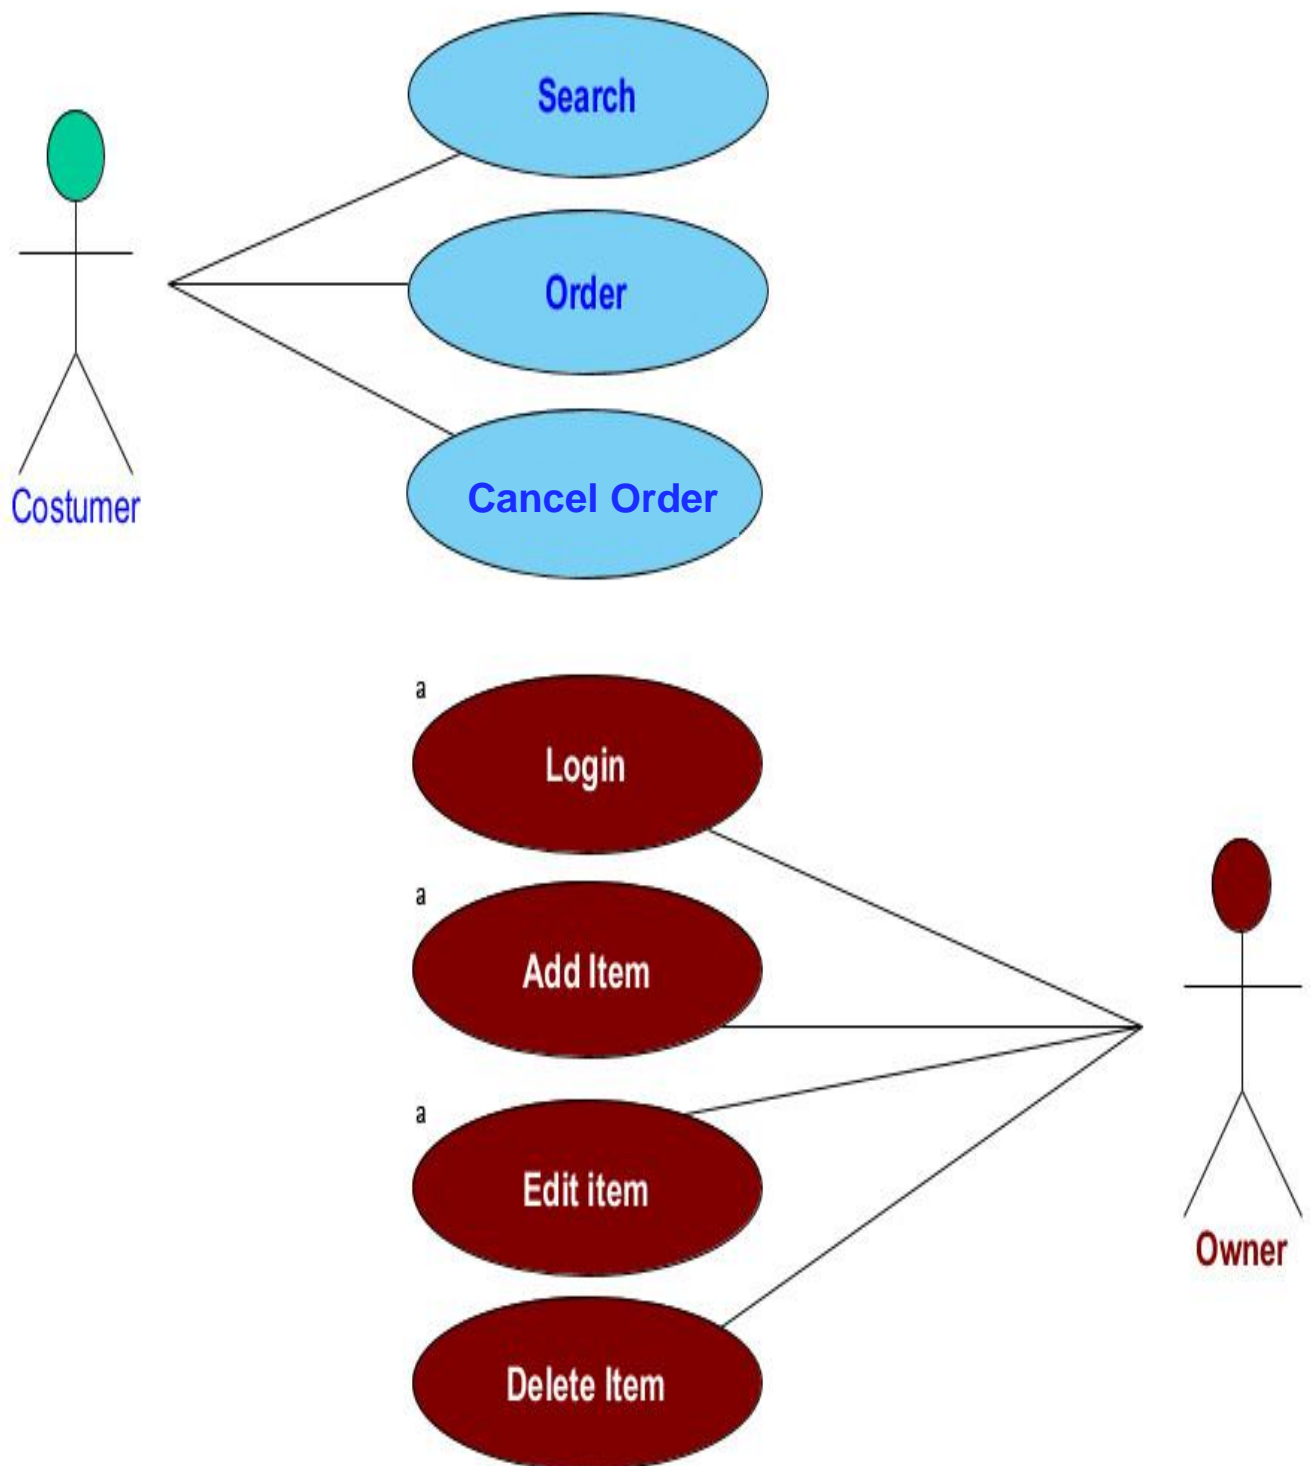 Search
Order
Costumer
Cancel Order
a
Login
a
Add Item
a
Edit item
Owner
Delete Item